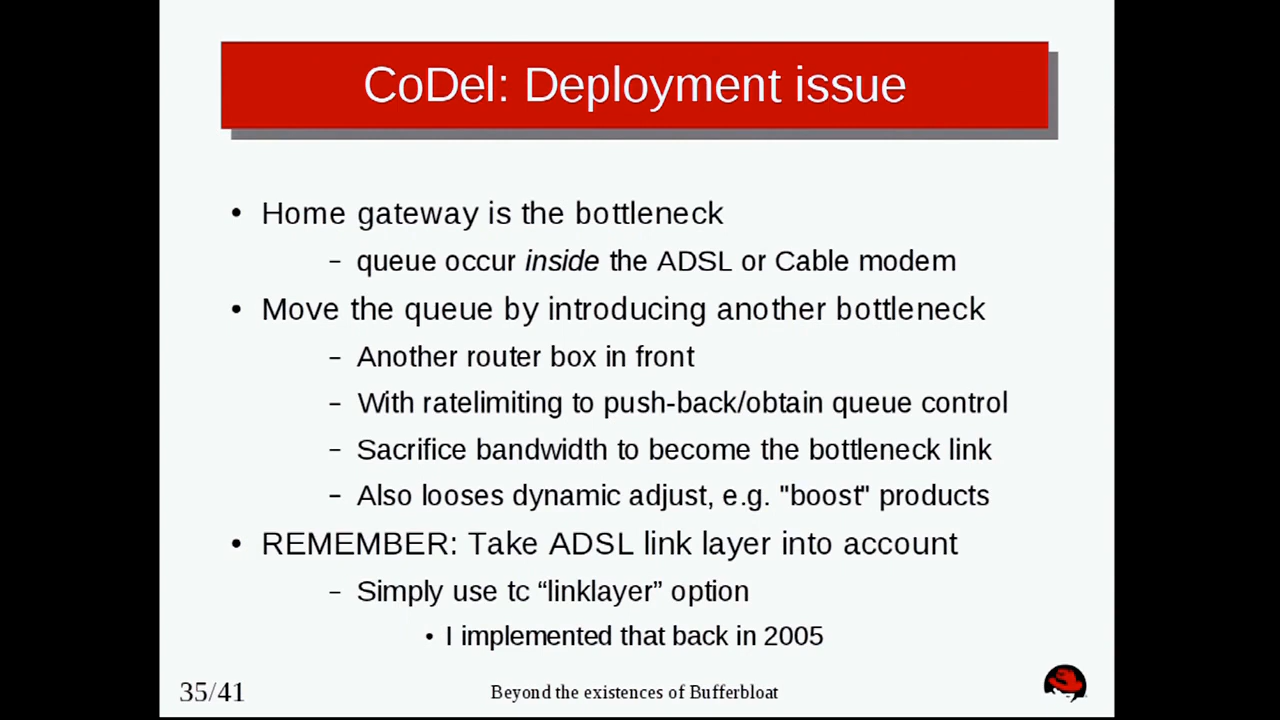 CoDel: Deployment issue
• Home gateway is the bottleneck
– queue occur inside the ADSL or Cable modem
• Move the queue by introducing another bottleneck
– Another router box in front
– With ratelimiting to push-back/obtain queue control
– Sacrifice bandwidth to become the bottleneck link
– Also looses dynamic adjust, e.g. "boost" products
• REMEMBER: Take ADSL link layer into account
– Simply use tc “linklayer” option
• I implemented that back in 2005
35/41
Beyond the existences of Bufferbloat